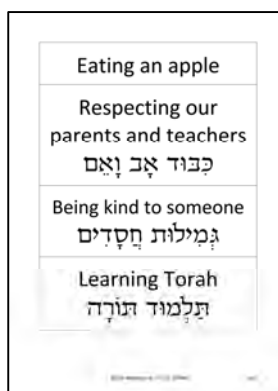 Eating an apple
Respecting our
parents and teachers
כִּבּוּד אָב וָאֵם
Being kind to someone
גְּמִילוּת חֲסָדִים
Learning Torah
תַּלְמוּד תּוֹרָה